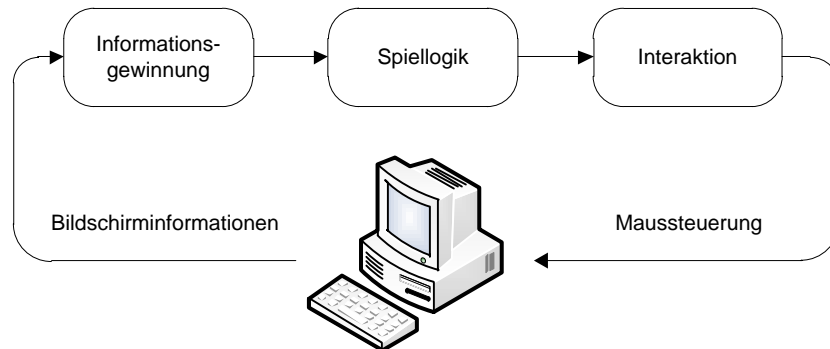 Informations-
gewinnung
Spiellogik
Interaktion
Bildschirminformationen
Maussteuerung